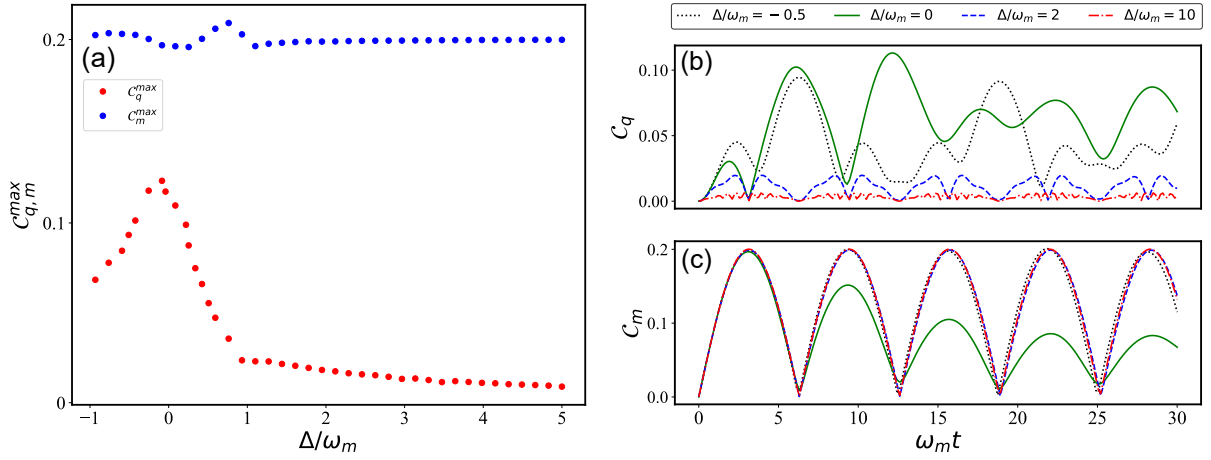 (a)
0.2
0.1
0
−1
0
1
2
3
4
5
Δ/ω_m
𝒞_{q, m}^{max}
𝒞_q^{max}
𝒞_m^{max}
Δ/ω_m = − 0.5
Δ/ω_m = 0
Δ/ω_m = 2
Δ/ω_m = 10
(b)
0.10
0.05
0.00
𝒞_q
(c)
0.2
0.1
0.0
𝒞_m
0
5
10
15
20
25
30
ω_m t